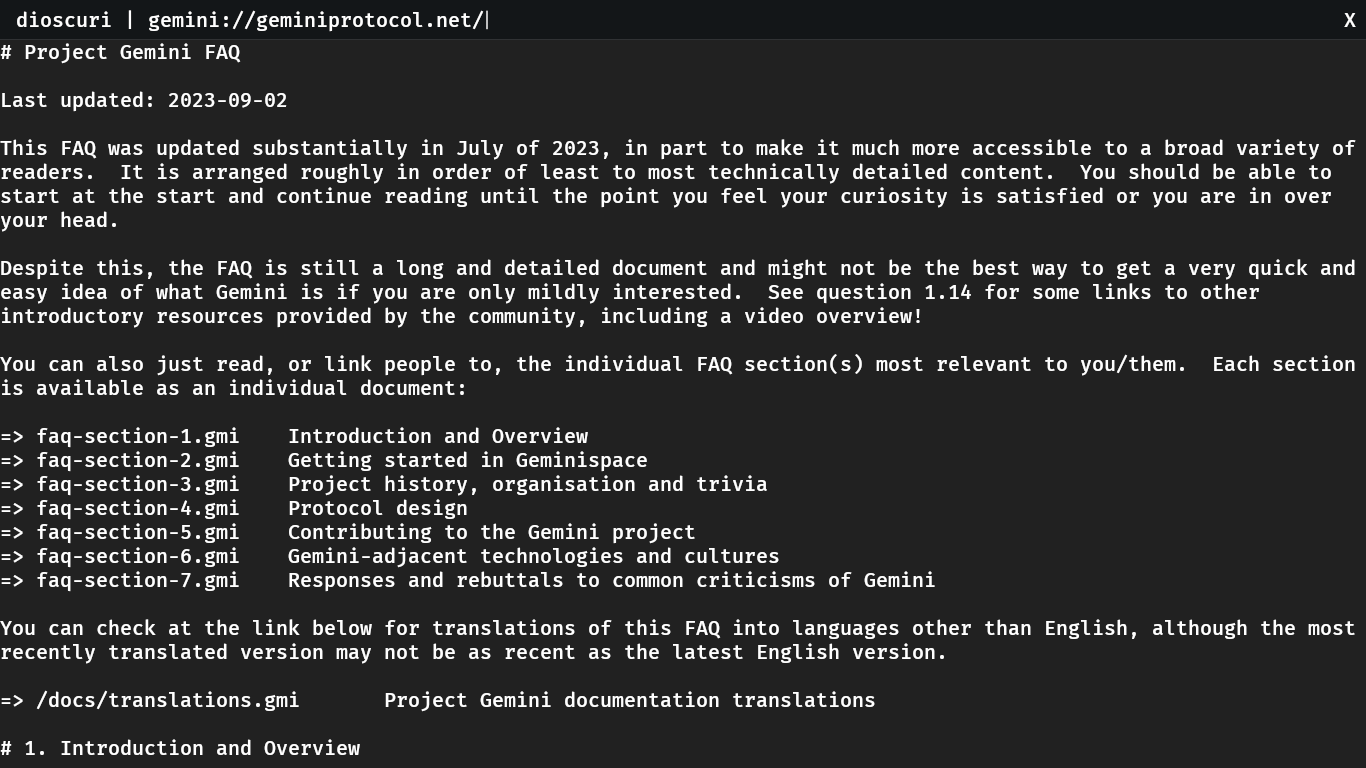 dioscuri | gemini://geminiprotocol.net/
X
# Project Gemini FAQ
Last updated: 2023-09-02
This FAQ was updated substantially in July of 2023, in part to make it much more accessible to a broad variety of
readers.  It is arranged roughly in order of least to most technically detailed content.  You should be able to
start at the start and continue reading until the point you feel your curiosity is satisfied or you are in over
your head.
Despite this, the FAQ is still a long and detailed document and might not be the best way to get a very quick and
easy idea of what Gemini is if you are only mildly interested.  See question 1.14 for some links to other
introductory resources provided by the community, including a video overview!
You can also just read, or link people to, the individual FAQ section(s) most relevant to you/them.  Each section
is available as an individual document:
=> faq-section-1.gmi    Introduction and Overview
=> faq-section-2.gmi    Getting started in Geminispace
=> faq-section-3.gmi    Project history, organisation and trivia
=> faq-section-4.gmi    Protocol design
=> faq-section-5.gmi    Contributing to the Gemini project
=> faq-section-6.gmi    Gemini-adjacent technologies and cultures
=> faq-section-7.gmi    Responses and rebuttals to common criticisms of Gemini
You can check at the link below for translations of this FAQ into languages other than English, although the most
recently translated version may not be as recent as the latest English version.
=> /docs/translations.gmi       Project Gemini documentation translations
# 1. Introduction and Overview